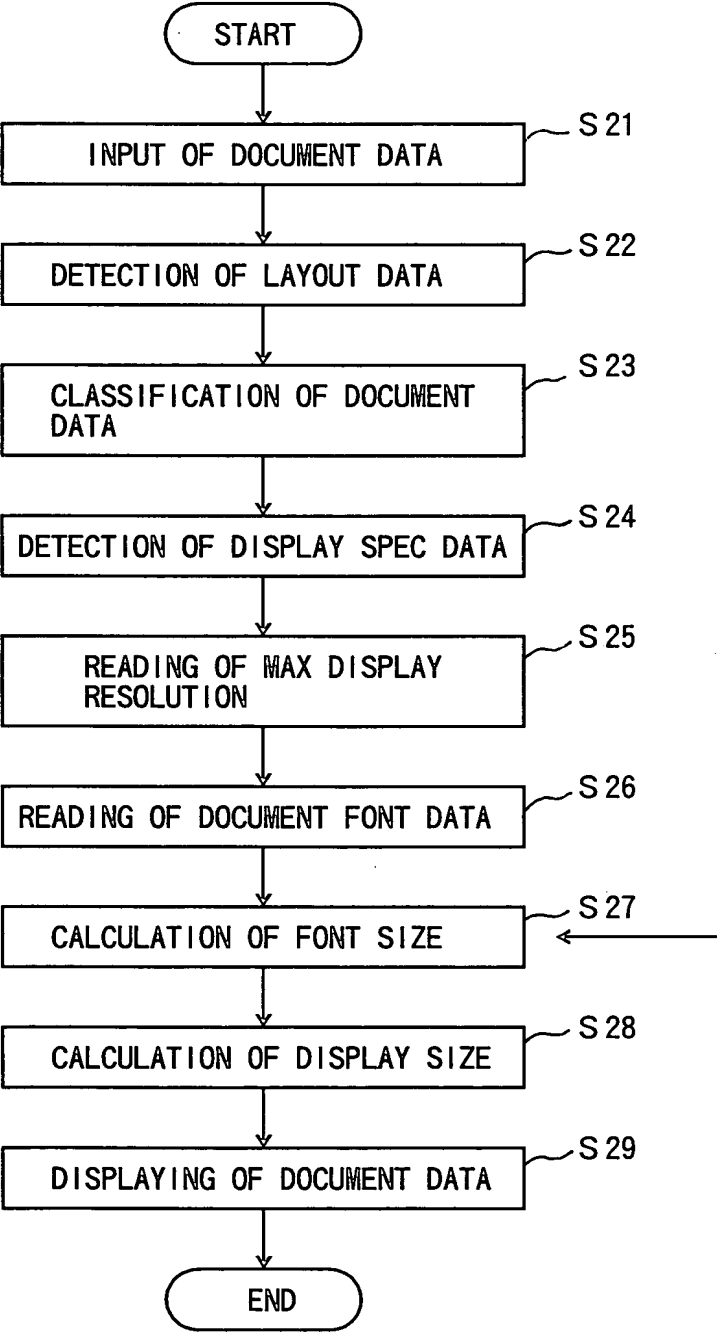 START
S21
INPUT OF DOCUMENT DATA
S22
DETECTION OF LAYOUT DATA
S23
CLASSIFICATION OF DOCUMENT
DATA
S24
DETECTION OF DISPLAY SPEC DATA
S25
READING OF MAX DISPLAY
RESOLUTION
S26
READING OF DOCUMENT FONT DATA
S27
CALCULATION OF FONT SIZE
S28
CALCULATION OF DISPLAY SIZE
S29
DISPLAYING OF DOCUMENT DATA
END